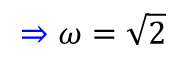 ⇒ ω = √2